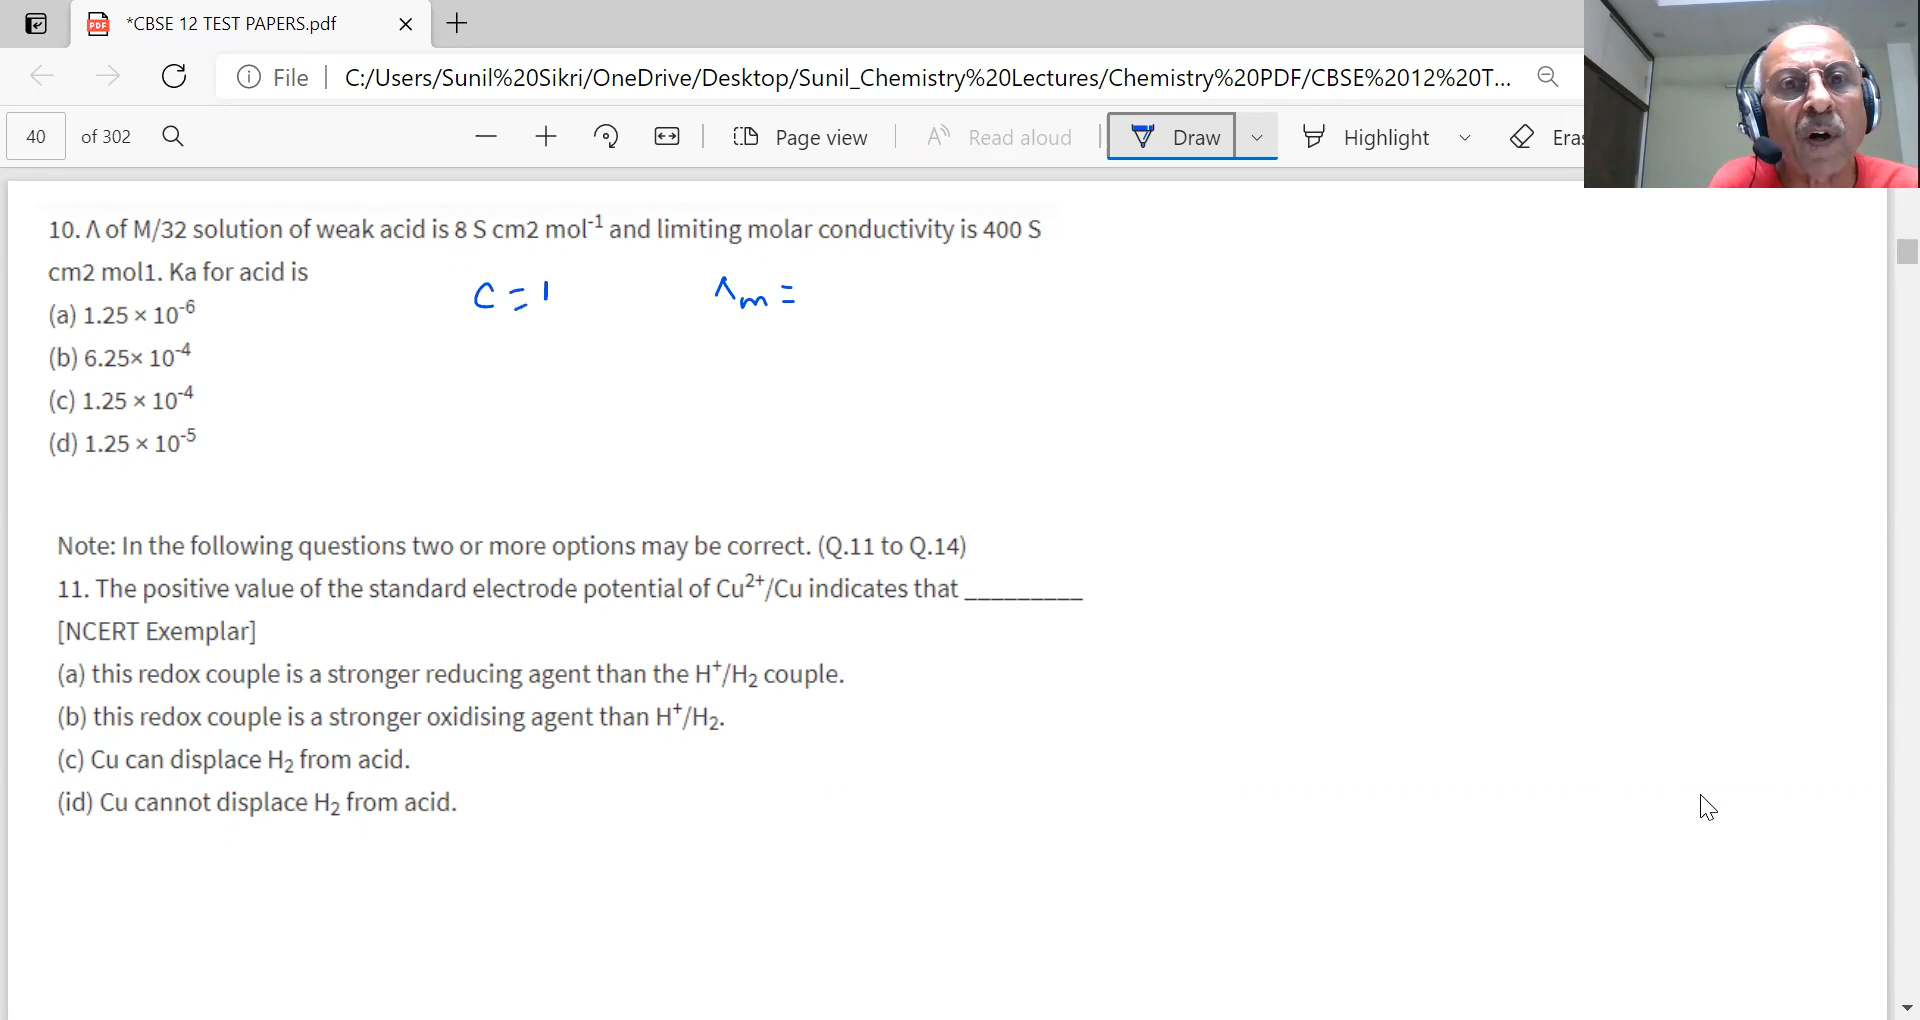 *CBSE 12 TEST PAPERS.pdf
File | C:/Users/Sunil%20Sikri/OneDrive/Desktop/Sunil_Chemistry%20Lectures/Chemistry%20PDF/CBSE%2012%20T...
40 of 302 Page view Read aloud Draw Highlight Eras
10. Λ of M/32 solution of weak acid is 8 S cm2 mol⁻¹ and limiting molar conductivity is 400 S
cm2 mol1. Ka for acid is
C = 1 Λm =
(a) 1.25 × 10⁻⁶
(b) 6.25× 10⁻⁴
(c) 1.25 × 10⁻⁴
(d) 1.25 × 10⁻⁵
Note: In the following questions two or more options may be correct. (Q.11 to Q.14)
11. The positive value of the standard electrode potential of Cu²⁺/Cu indicates that _________
[NCERT Exemplar]
(a) this redox couple is a stronger reducing agent than the H⁺/H₂ couple.
(b) this redox couple is a stronger oxidising agent than H⁺/H₂.
(c) Cu can displace H₂ from acid.
(id) Cu cannot displace H₂ from acid.